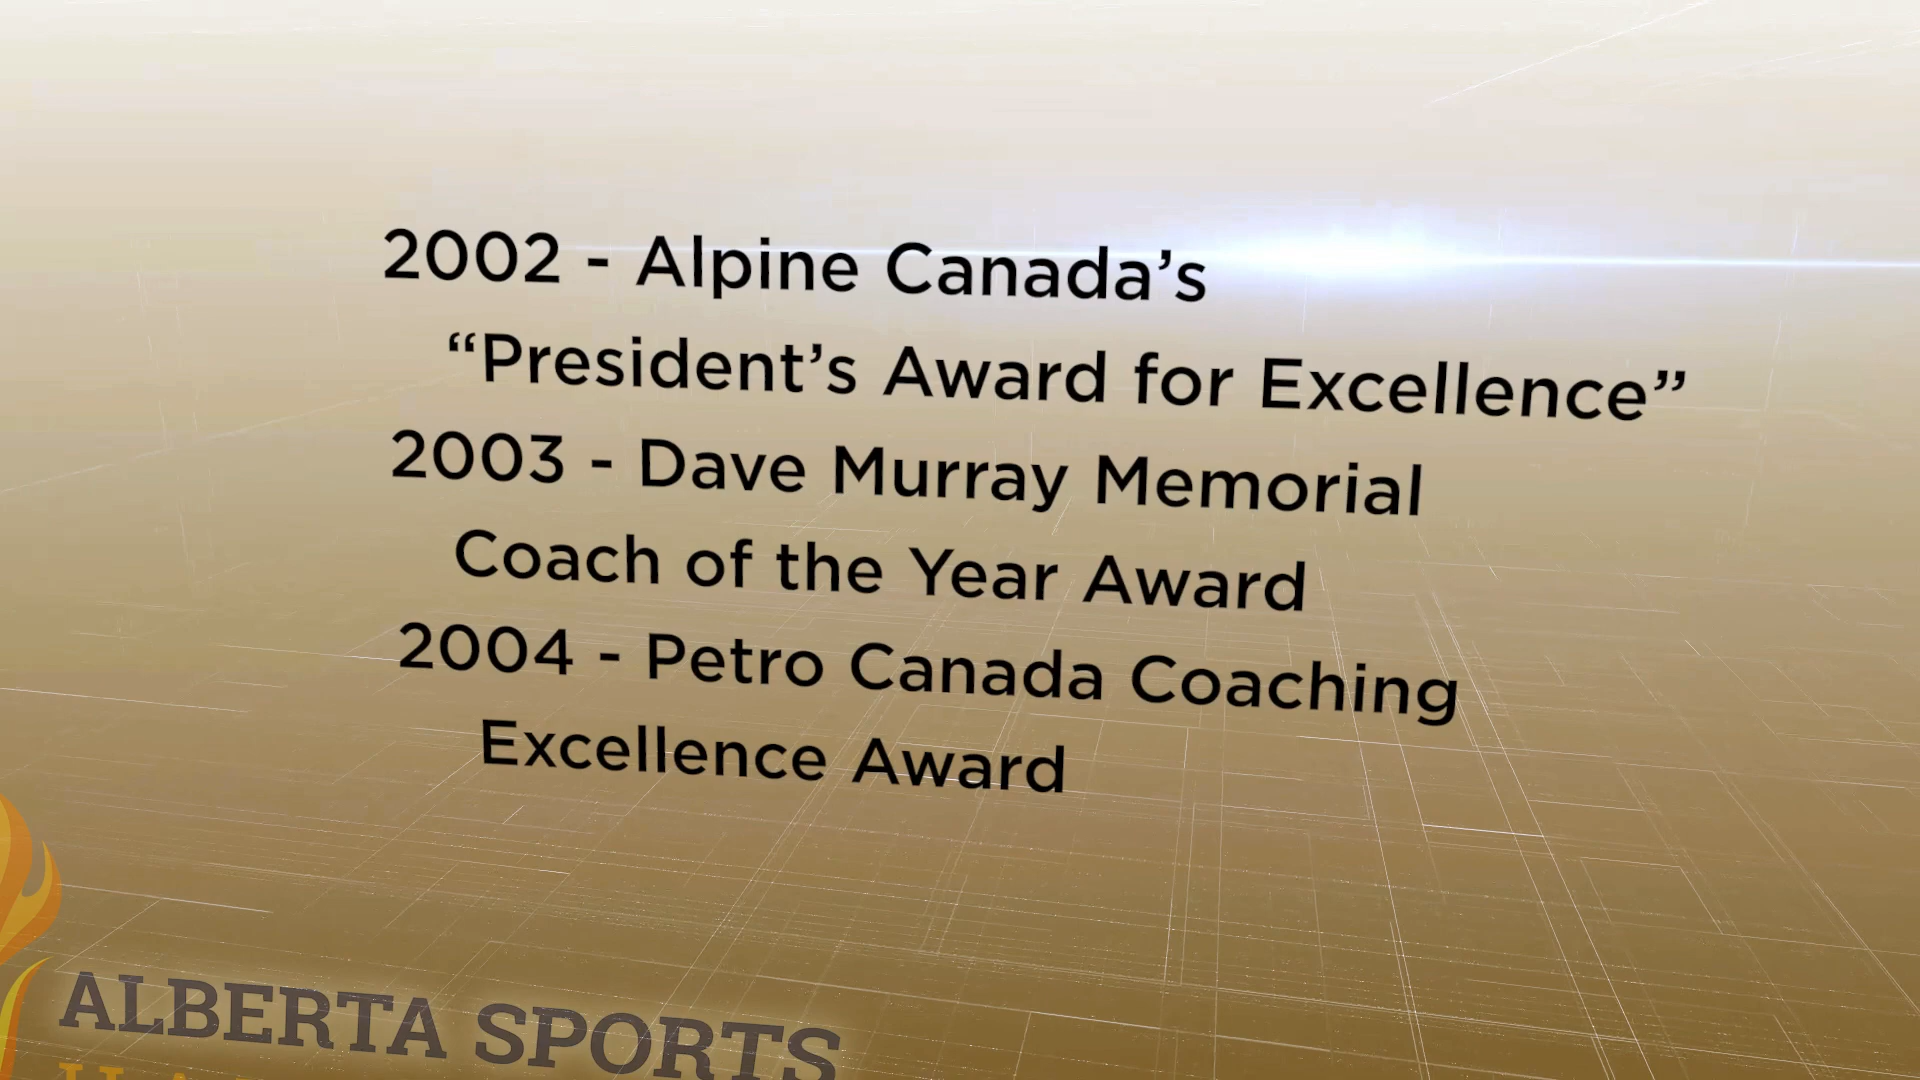 2002 - Alpine Canada’s
“President’s Award for Excellence”
2003 - Dave Murray Memorial
Coach of the Year Award
2004 - Petro Canada Coaching
Excellence Award
ALBERTA SPORTS